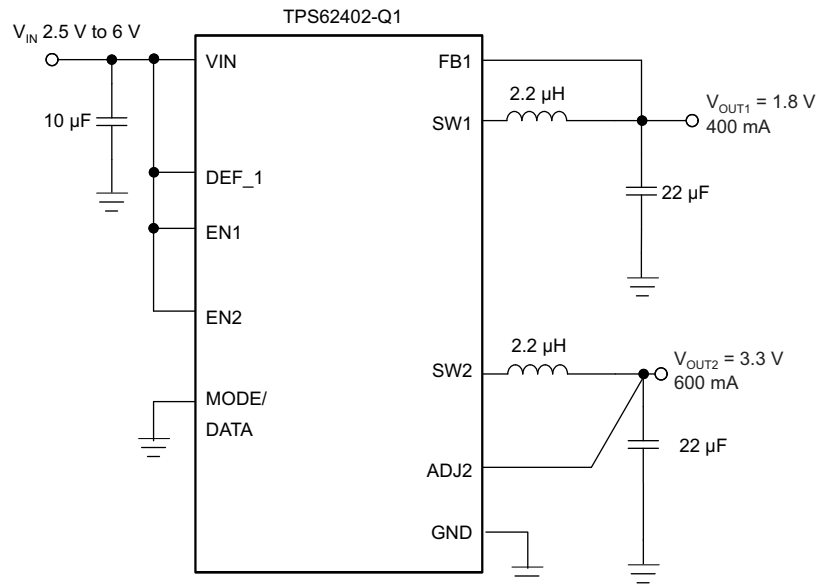 TPS62402-Q1
VIN 2.5 V to 6 V
10 µF
VIN
DEF_1
EN1
EN2
MODE/
DATA
FB1
SW1
2.2 µH
VOUT1 = 1.8 V
400 mA
22 µF
SW2
2.2 µH
VOUT2 = 3.3 V
600 mA
22 µF
ADJ2
GND